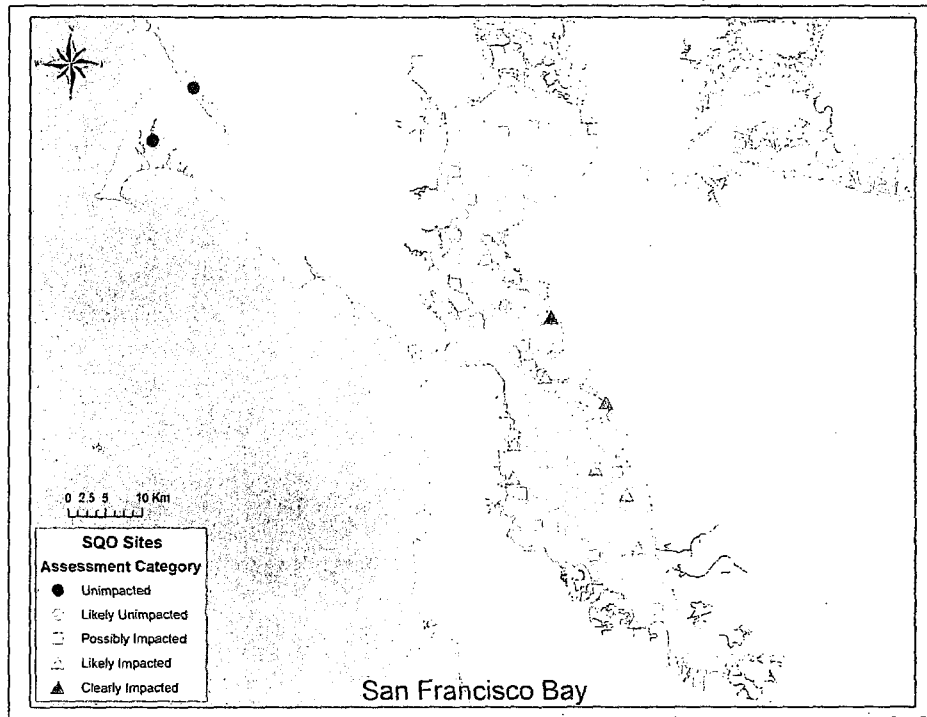 0 2.5 5 10 Km
SQO Sites
Assessment Category
Unimpacted
Likely Unimpacted
Possibly Impacted
Likely Impacted
Clearly Impacted
San Francisco Bay